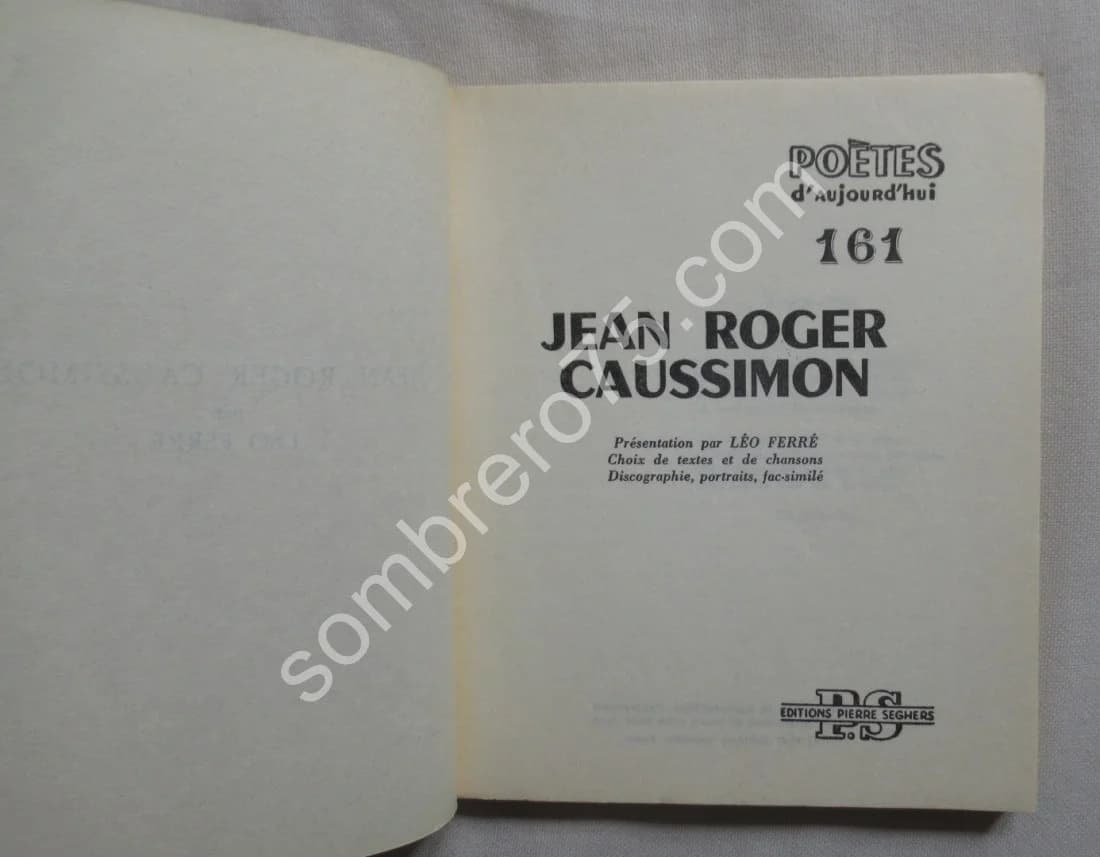 POÈTES
d'aujourd'hui
161
JEAN ROGER
CAUSSIMON
Présentation par LÉO FERRÉ
Choix de textes et de chansons
Discographie, portraits, fac-similé
P.S
EDITIONS PIERRE SEGHERS
sombrero75.com